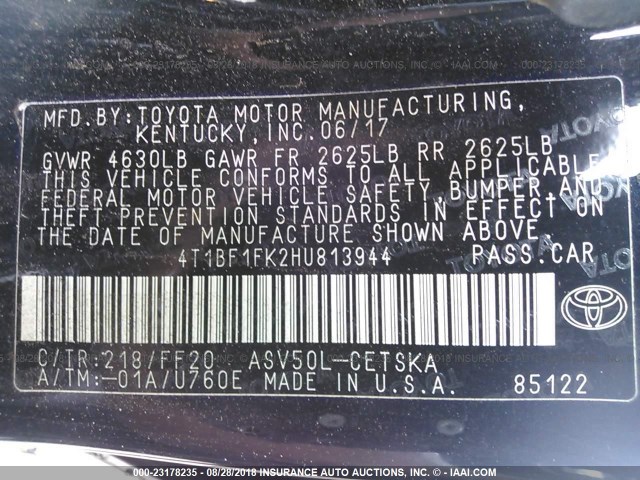 MFD.BY:TOYOTA MOTOR MANUFACTURING,
KENTUCKY, INC.06/17
GVWR 4630LB GAWR FR 2625LB RR 2625LB
THIS VEHICLE CONFORMS TO ALL APPLICABLE
FEDERAL MOTOR VEHICLE SAFETY, BUMPER AND
THEFT PREVENTION STANDARDS IN EFFECT ON
THE DATE OF MANUFACTURE SHOWN ABOVE.
4T1BF1FK2HU813944 PASS.CAR
C/TR:218/FF20 ASV50L-CETSKA
A/TM:-01A/U760E MADE IN U.S.A. 85122
000-23178235 - 08/28/2018 INSURANCE AUTO AUCTIONS, INC. - IAAI.COM